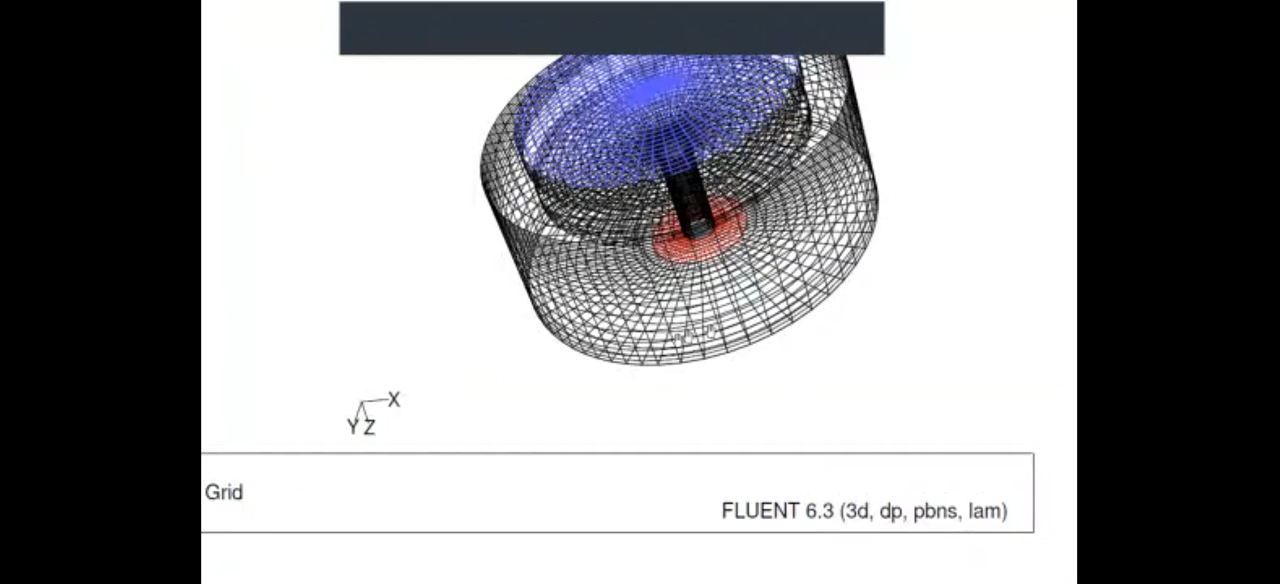 X
Y Z
Grid
FLUENT 6.3 (3d, dp, pbns, lam)